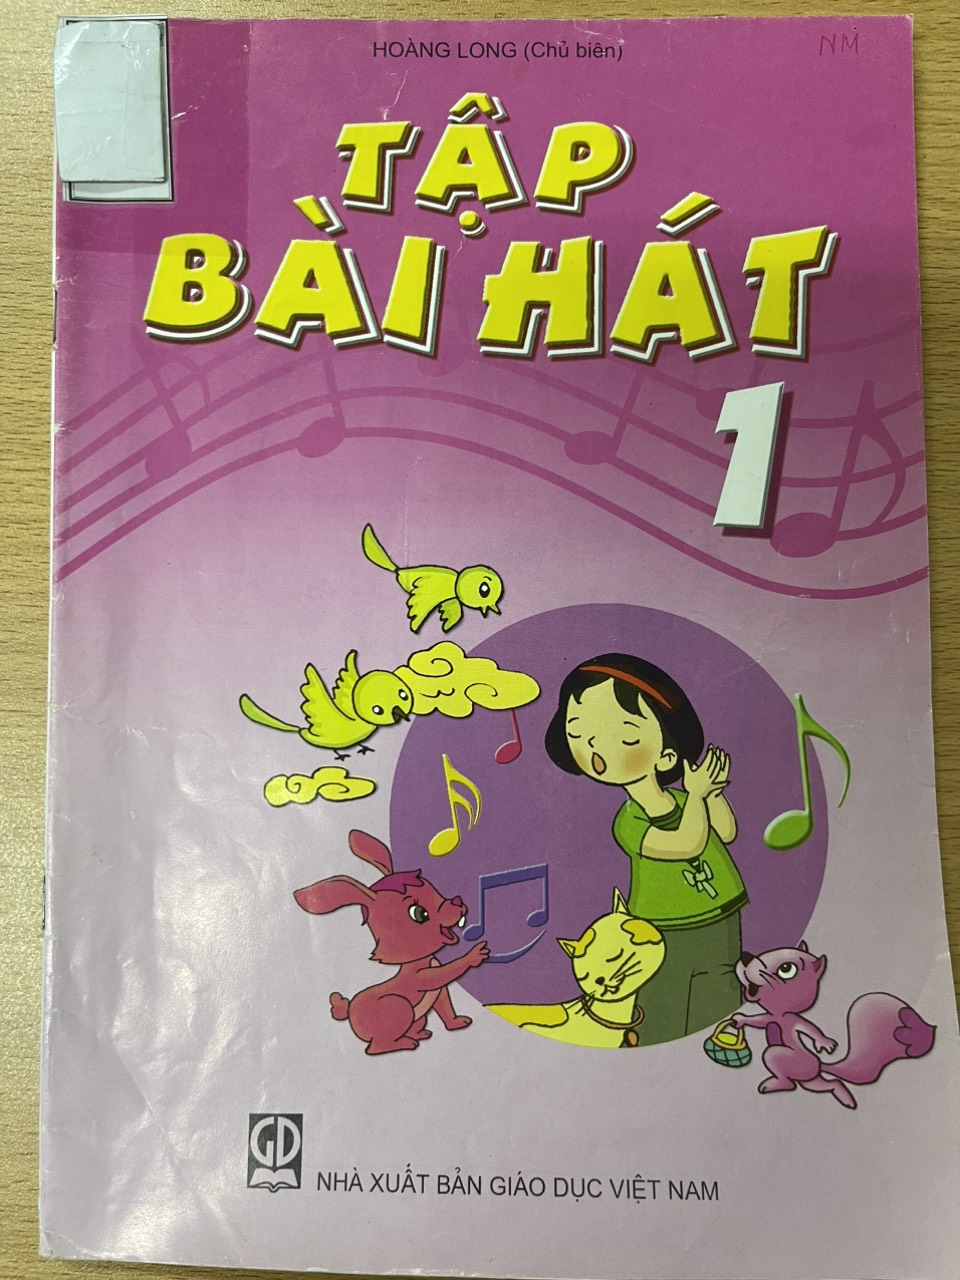 HOÀNG LONG (Chủ biên)
NM
TẬP
BÀI HÁT
1
GD
NHÀ XUẤT BẢN GIÁO DỤC VIỆT NAM